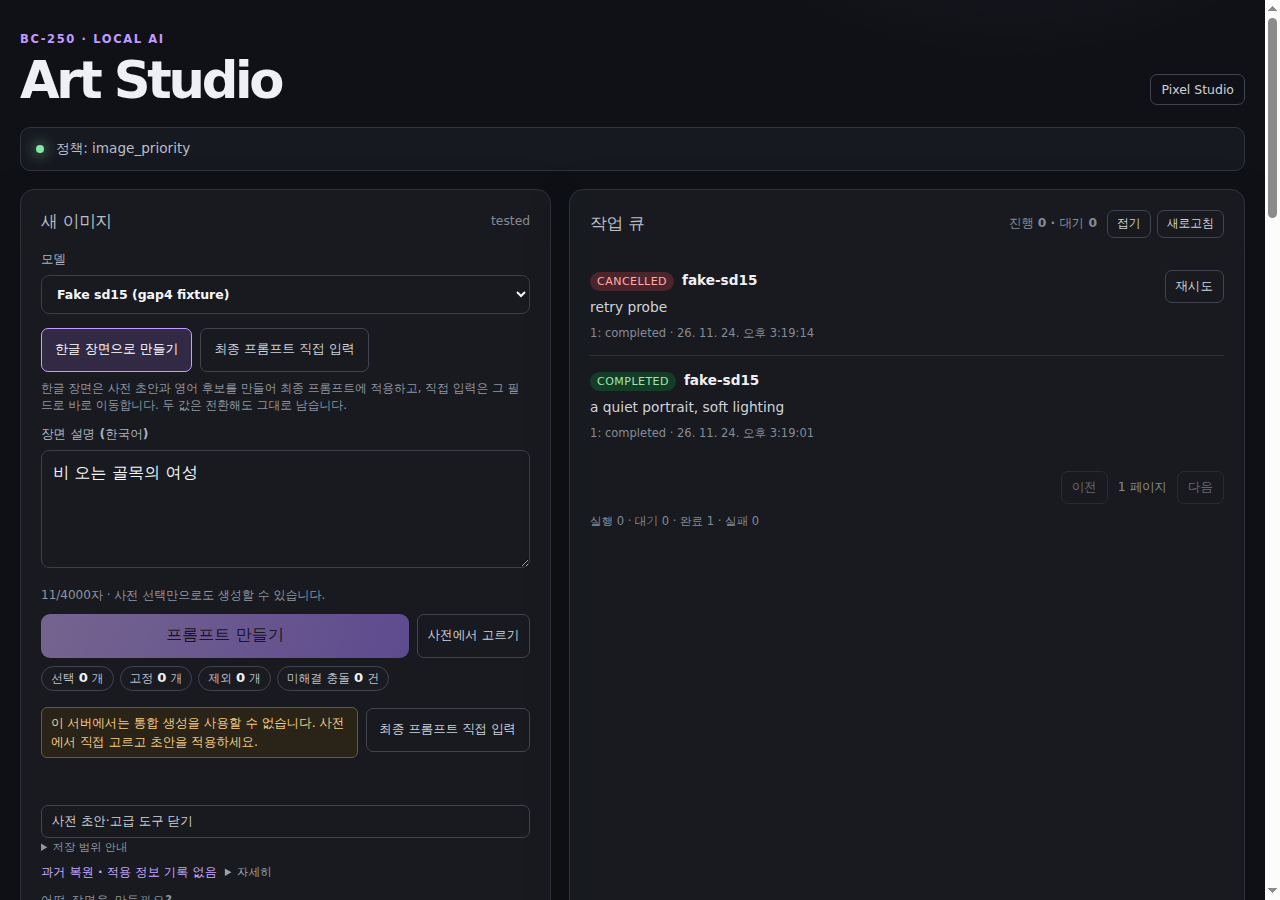 BC-250 · LOCAL AI
Art Studio
Pixel Studio
정책: image_priority
새 이미지
tested
모델
Fake sd15 (gap4 fixture)
한글 장면으로 만들기
최종 프롬프트 직접 입력
한글 장면은 사전 초안과 영어 후보를 만들어 최종 프롬프트에 적용하고, 직접 입력은 그 필
드로 바로 이동합니다. 두 값은 전환해도 그대로 남습니다.
장면 설명 (한국어)
비 오는 골목의 여성
11/4000자 · 사전 선택만으로도 생성할 수 있습니다.
프롬프트 만들기
사전에서 고르기
선택 0 개
고정 0 개
제외 0 개
미해결 충돌 0 건
이 서버에서는 통합 생성을 사용할 수 없습니다. 사전
에서 직접 고르고 초안을 적용하세요.
최종 프롬프트 직접 입력
사전 초안·고급 도구 닫기
▶ 저장 범위 안내
과거 복원 · 적용 정보 기록 없음 ▶ 자세히
어떤 장면을 만들까요?
작업 큐
진행 0 · 대기 0
접기
새로고침
CANCELLED fake-sd15
재시도
retry probe
1: completed · 26. 11. 24. 오후 3:19:14
COMPLETED fake-sd15
a quiet portrait, soft lighting
1: completed · 26. 11. 24. 오후 3:19:01
이전
1 페이지
다음
실행 0 · 대기 0 · 완료 1 · 실패 0